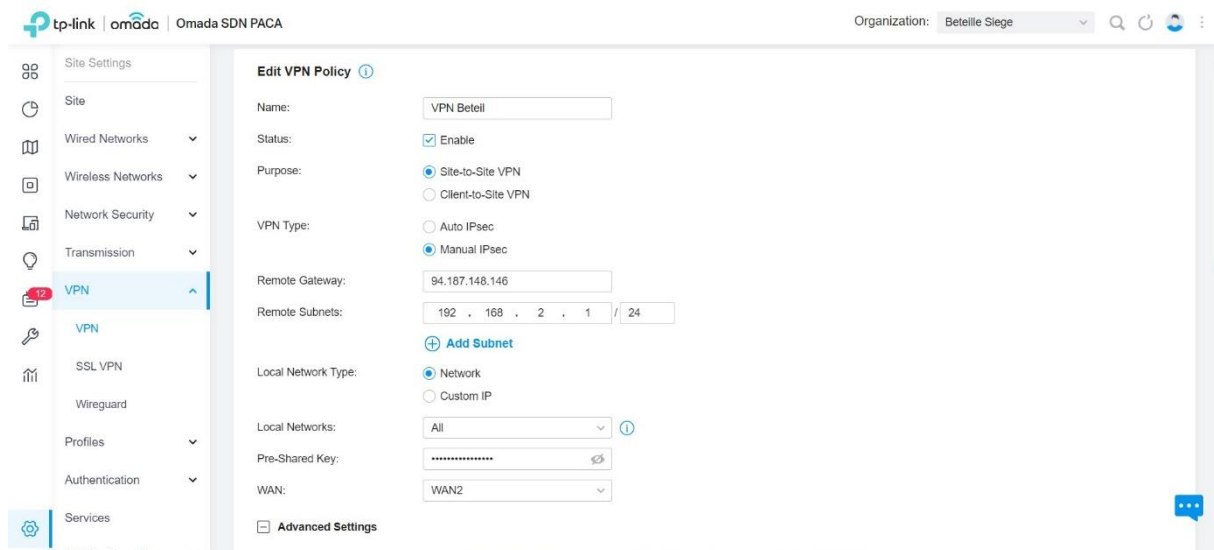 tp-link | omada | Omada SDN PACA
Organization: Beteille Siege
Site Settings
Site
Wired Networks
Wireless Networks
Network Security
Transmission
12
VPN
VPN
SSL VPN
Wireguard
Profiles
Authentication
Services
Edit VPN Policy
Name: VPN Beteil
Status: Enable
Purpose: Site-to-Site VPN
Client-to-Site VPN
VPN Type: Auto IPsec
Manual IPsec
Remote Gateway: 94.187.148.146
Remote Subnets: 192 . 168 . 2 . 1 / 24
Add Subnet
Local Network Type: Network
Custom IP
Local Networks: All
Pre-Shared Key: ••••••••••••••••
WAN: WAN2
Advanced Settings